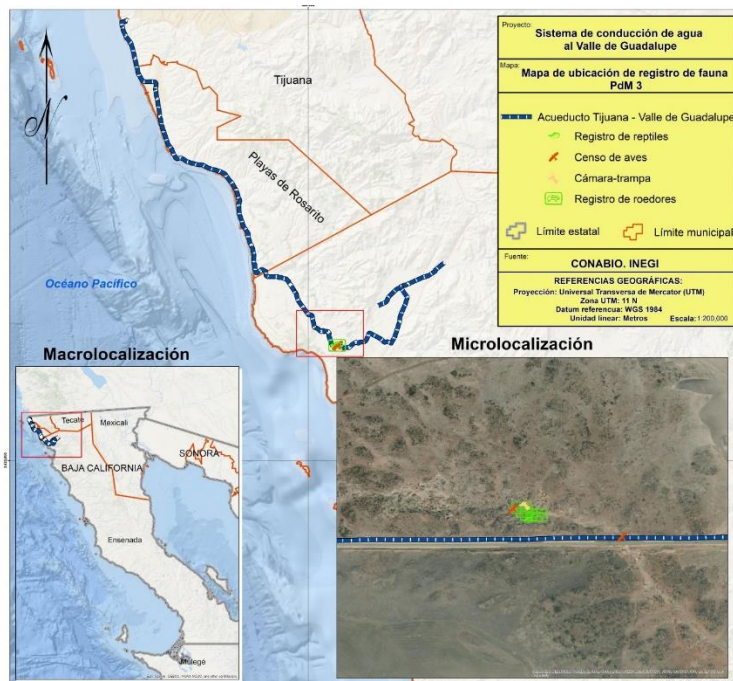 Proyecto:
Sistema de conducción de agua
al Valle de Guadalupe
Mapa:
Mapa de ubicación de registro de fauna
PdM 3
Acueducto Tijuana - Valle de Guadalupe
Registro de reptiles
Censo de aves
Cámara-trampa
Registro de roedores
Límite estatal
Límite municipal
Fuente:
CONABIO. INEGI
REFERENCIAS GEOGRÁFICAS:
Proyección: Universal Transversa de Mercator (UTM)
Zona UTM: 11 N
Datum referencia: WGS 1984
Unidad linear: Metros
Escala: 1:200,000
N
Tijuana
Playas de Rosarito
Océano Pacífico
Macrolocalización
Microlocalización
Tecate
Mexicali
SONORA
BAJA CALIFORNIA
Ensenada
Mulegé